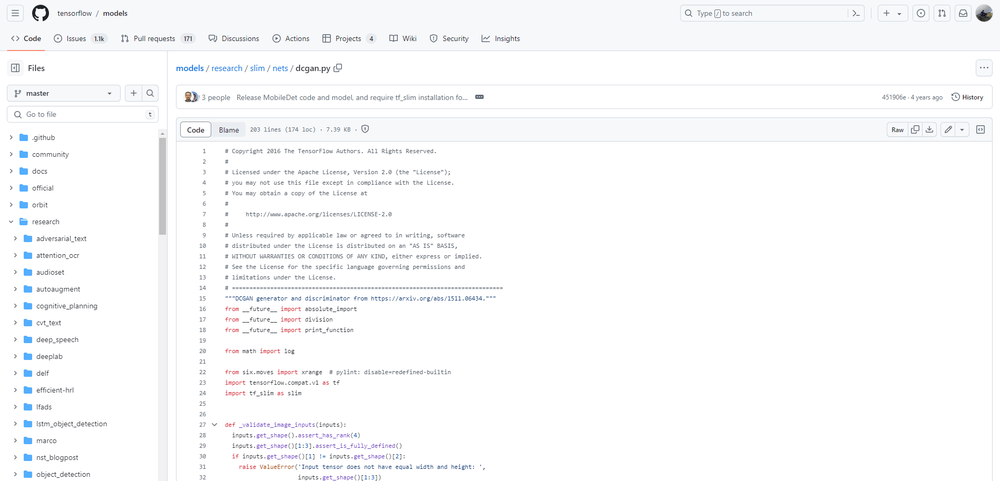 tensorflow / models
Type / to search
Code
Issues 1.1k
Pull requests 171
Discussions
Actions
Projects 4
Wiki
Security
Insights
Files
master
Go to file
t
.github
community
docs
official
orbit
research
adversarial_text
attention_ocr
audioset
autoaugment
cognitive_planning
cvt_text
deep_speech
deeplab
delf
efficient-hrl
lfads
lstm_object_detection
marco
nst_blogpost
object_detection
models / research / slim / nets / dcgan.py
3 people Release MobileDet code and model, and require tf_slim installation fo...
451906e · 4 years ago
History
Code
Blame
203 lines (174 loc) · 7.39 KB ·
Raw
1 # Copyright 2016 The TensorFlow Authors. All Rights Reserved.
2 #
3 # Licensed under the Apache License, Version 2.0 (the "License");
4 # you may not use this file except in compliance with the License.
5 # You may obtain a copy of the License at
6 #
7 #     http://www.apache.org/licenses/LICENSE-2.0
8 #
9 # Unless required by applicable law or agreed to in writing, software
10 # distributed under the License is distributed on an "AS IS" BASIS,
11 # WITHOUT WARRANTIES OR CONDITIONS OF ANY KIND, either express or implied.
12 # See the License for the specific language governing permissions and
13 # limitations under the License.
14 # ==============================================================================
15 """DCGAN generator and discriminator from https://arxiv.org/abs/1511.06434."""
16 from __future__ import absolute_import
17 from __future__ import division
18 from __future__ import print_function
19
20 from math import log
21
22 from six.moves import xrange  # pylint: disable=redefined-builtin
23 import tensorflow.compat.v1 as tf
24 import tf_slim as slim
25
26
27 def _validate_image_inputs(inputs):
28   inputs.get_shape().assert_has_rank(4)
29   inputs.get_shape()[1:3].assert_is_fully_defined()
30   if inputs.get_shape()[1] != inputs.get_shape()[2]:
31     raise ValueError('Input tensor does not have equal width and height: ',
32                      inputs.get_shape()[1:3])